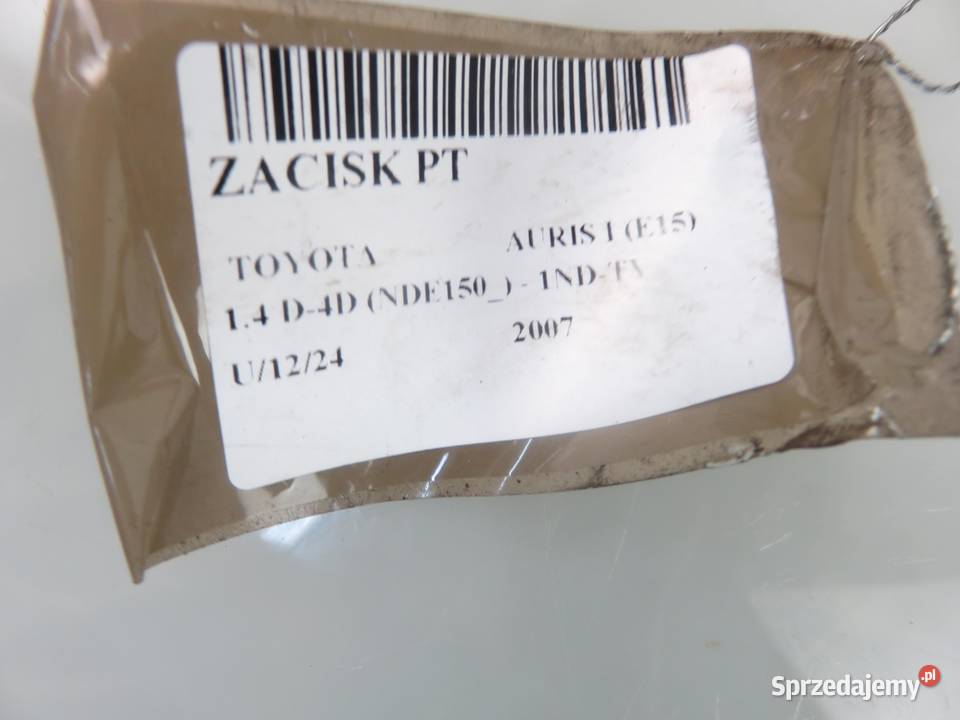 ZACISK PT
TOYOTA AURIS I (E15)
1.4 D-4D (NDE150_) - 1ND-TV
U/12/24 2007
Sprzedajemy.pl